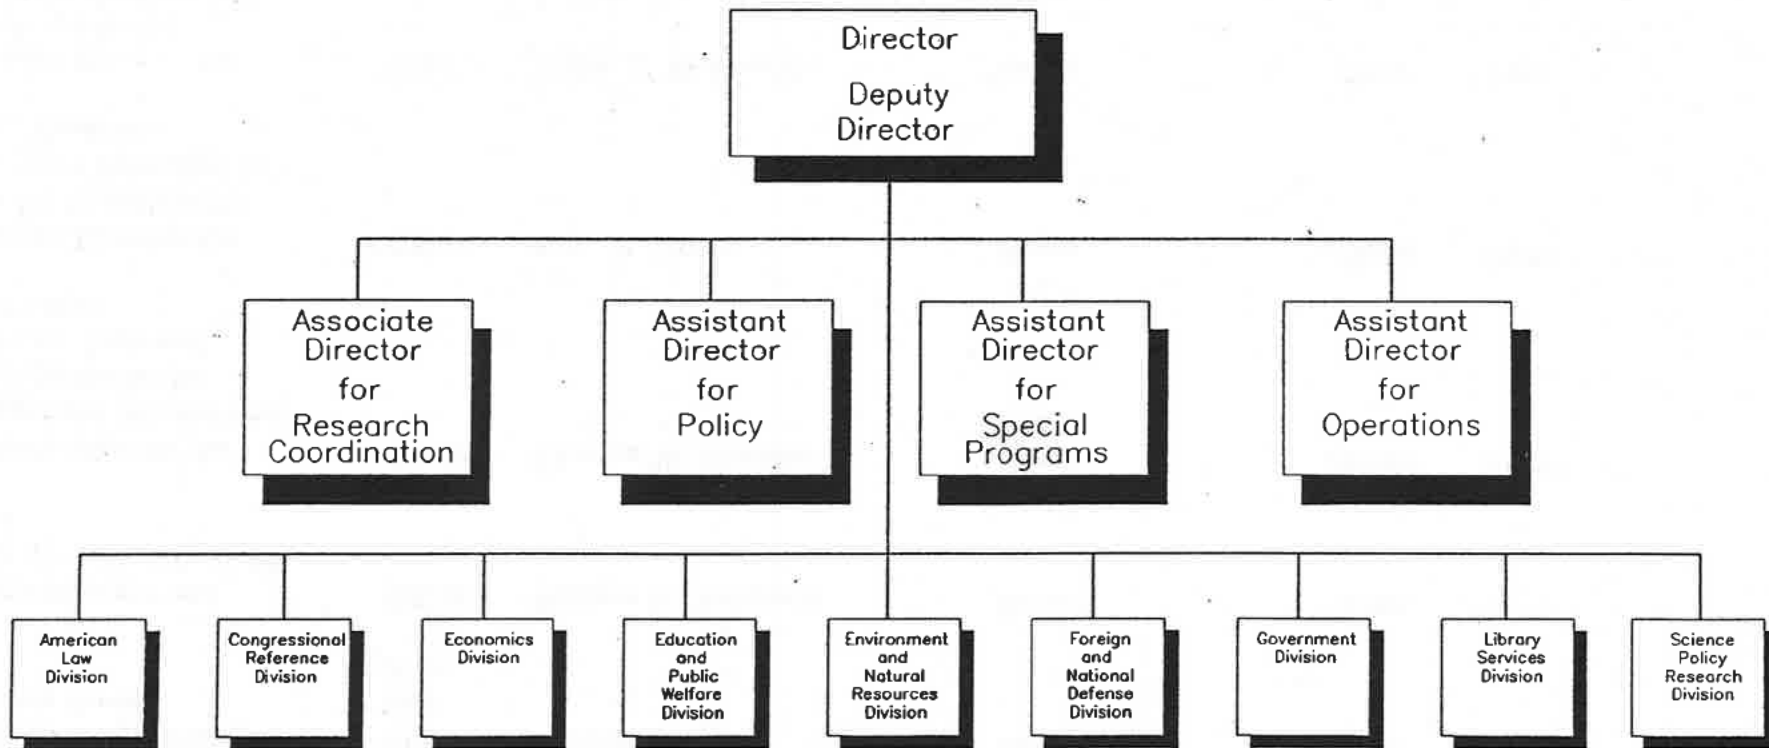 Director
Deputy
Director
Associate
Director
for
Research
Coordination
Assistant
Director
for
Policy
Assistant
Director
for
Special
Programs
Assistant
Director
for
Operations
American
Law
Division
Congressional
Reference
Division
Economics
Division
Education
and
Public
Welfare
Division
Environment
and
Natural
Resources
Division
Foreign
and
National
Defense
Division
Government
Division
Library
Services
Division
Science
Policy
Research
Division